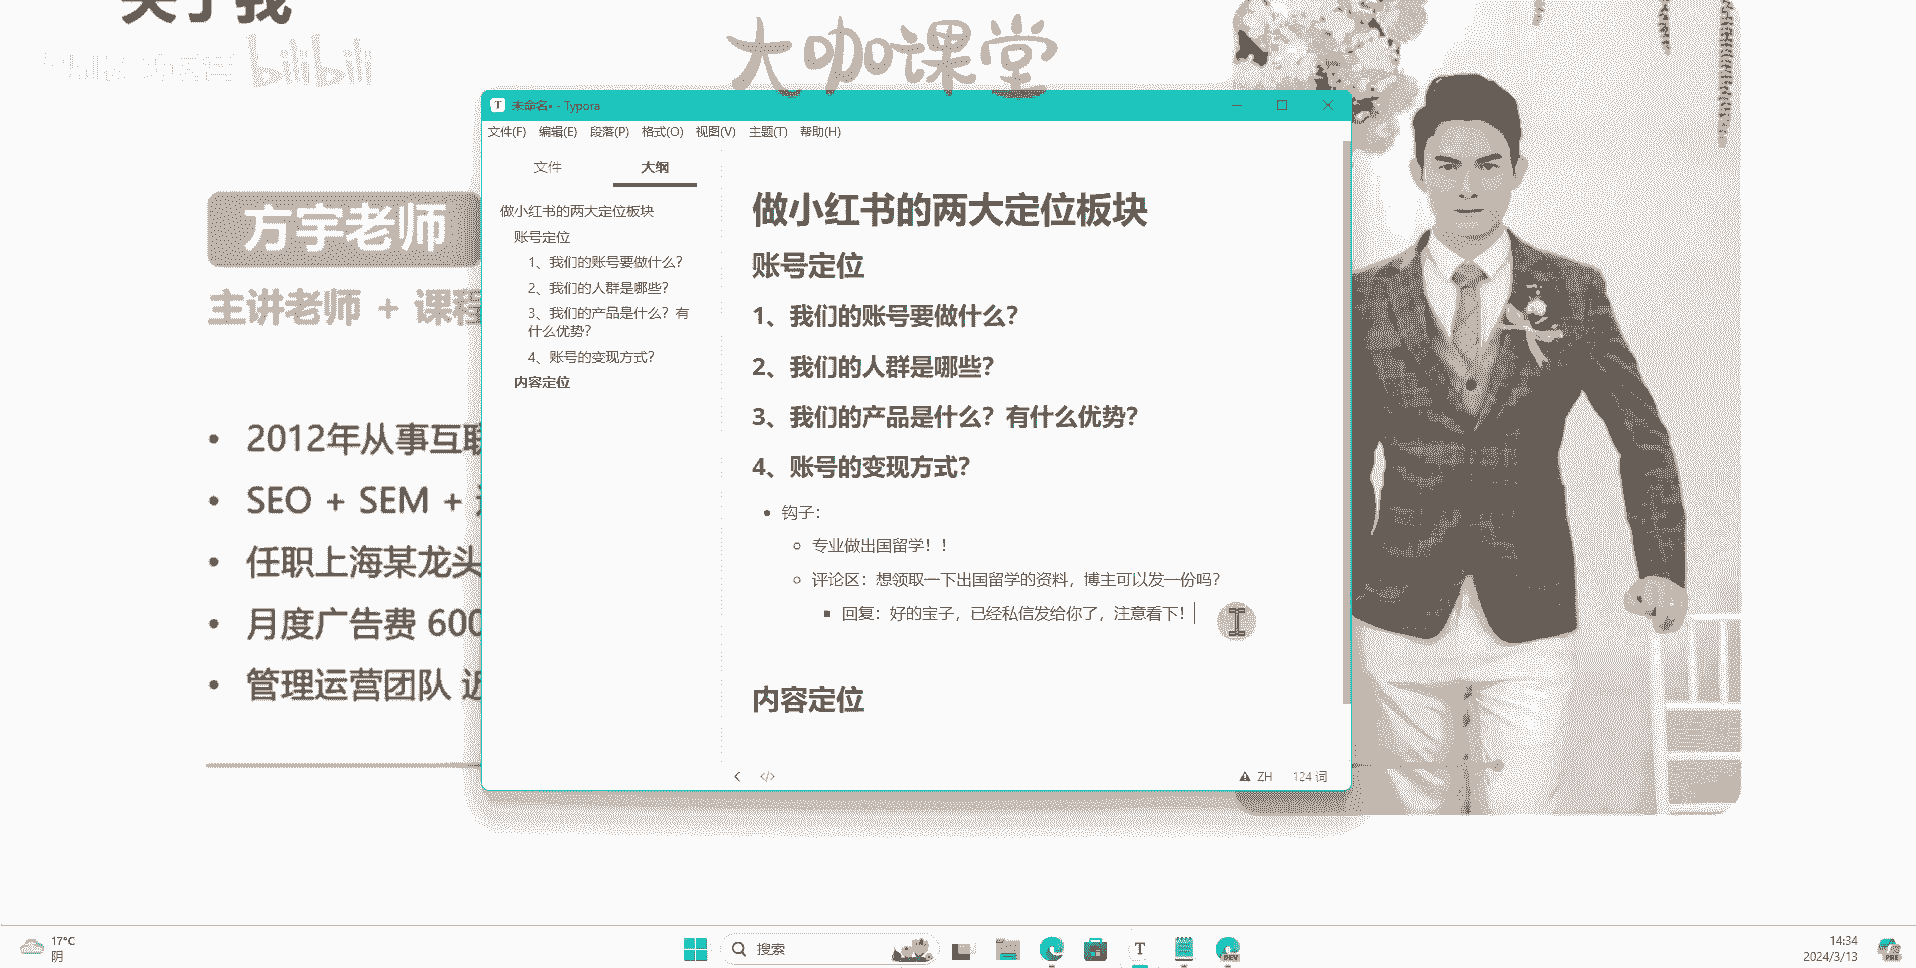 关于我
bilibili
大咖课堂
方宇老师
主讲老师 + 课程
2012年从事互联
SEO + SEM +
任职上海某龙头
月度广告费 600
管理运营团队 近
未命名• - Typora
文件(F) 编辑(E) 段落(P) 格式(O) 视图(V) 主题(T) 帮助(H)
文件 大纲
做小红书的两大定位板块
账号定位
1、我们的账号要做什么?
2、我们的人群是哪些?
3、我们的产品是什么? 有
什么优势?
4、账号的变现方式?
内容定位
做小红书的两大定位板块
账号定位
1、我们的账号要做什么?
2、我们的人群是哪些?
3、我们的产品是什么? 有什么优势?
4、账号的变现方式?
钩子:
专业做出国留学! !
评论区: 想领取一下出国留学的资料, 博主可以发一份吗?
回复: 好的宝子, 已经私信发给你了, 注意看下!
内容定位
ZH 124 词
17°C
阴
搜索
T
DEV
14:34
2024/3/13
PRE